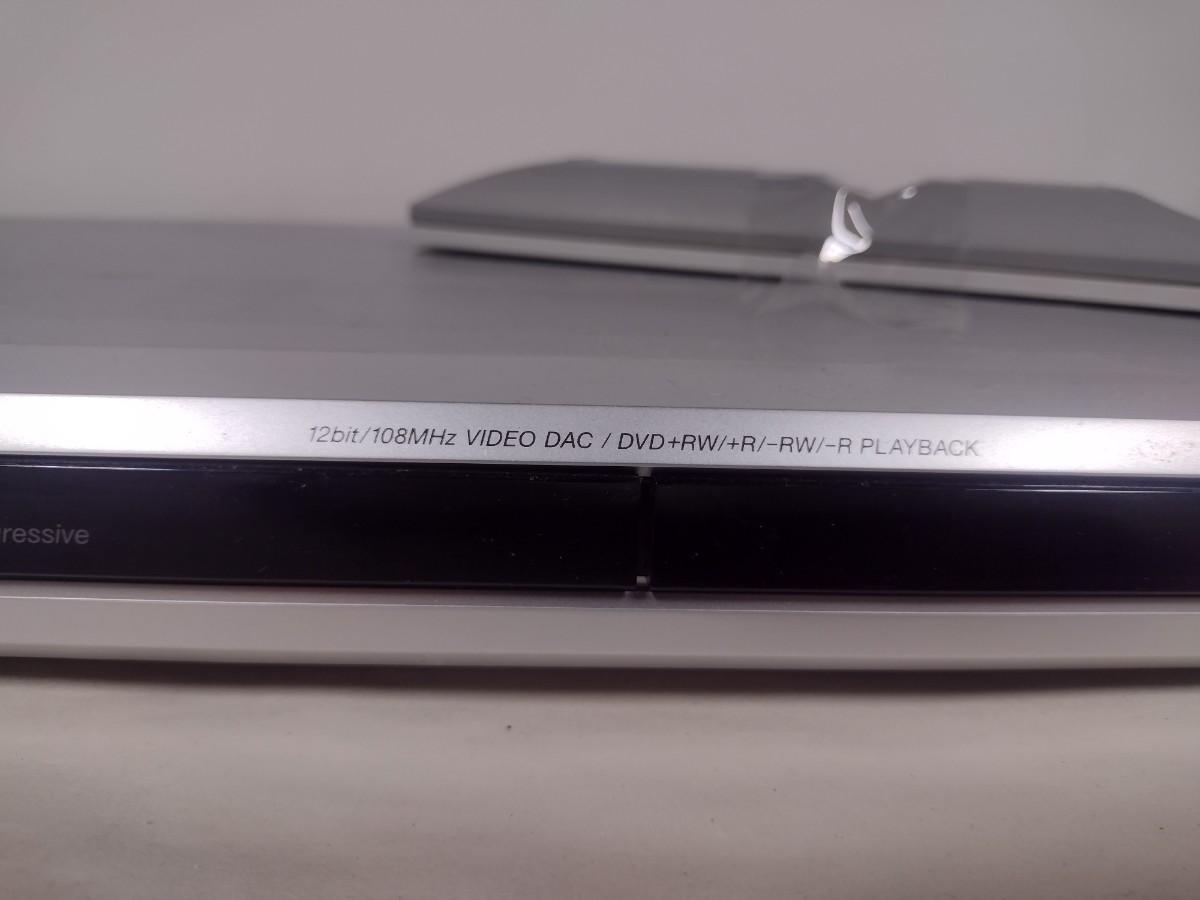 12bit/108MHz VIDEO DAC / DVD+RW/+R/-RW/-R PLAYBACK
ressive